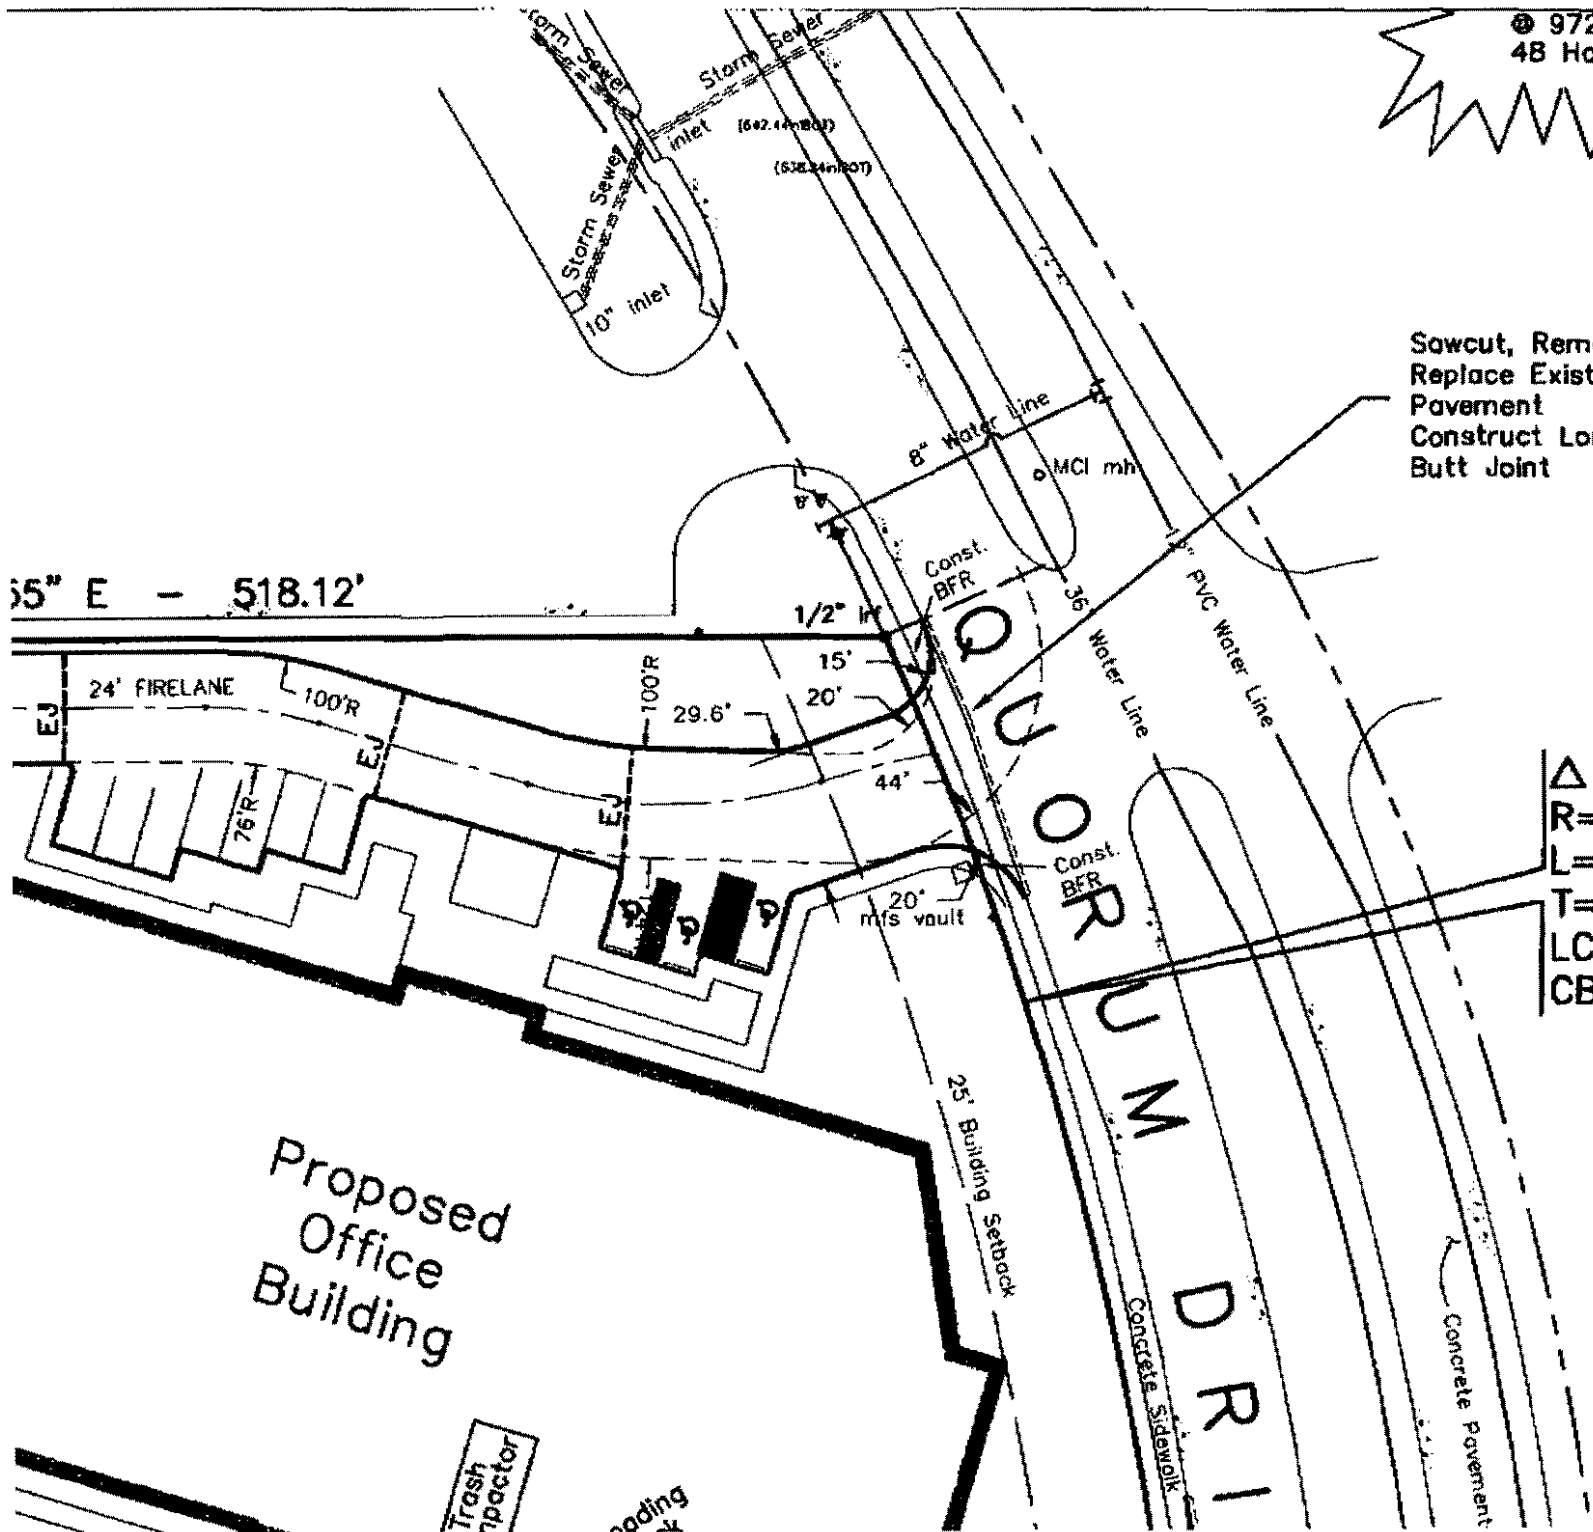 Storm Sewer
Storm Sewer
inlet
Storm Sewer
10" inlet
@ 972
48 Ho
Sawcut, Rem
Replace Exist
Pavement
Construct Lo
Butt Joint
8" Water Line
MCI mh
Const.
BFR
55" E - 518.12'
1/2" irf
15'
20'
29.6'
44'
24' FIRELANE
100'R
100'R
EJ
EJ
EJ
76'R
36" Water Line
PVC Water Line
Const.
BFR
20'
mfs vault
QUORUM DRI
Δ
R=
L=
T=
LC
CB
25' Building Setback
Proposed
Office
Building
Concrete Sidewalk
Concrete Pavement
Trash
mpactor
oading